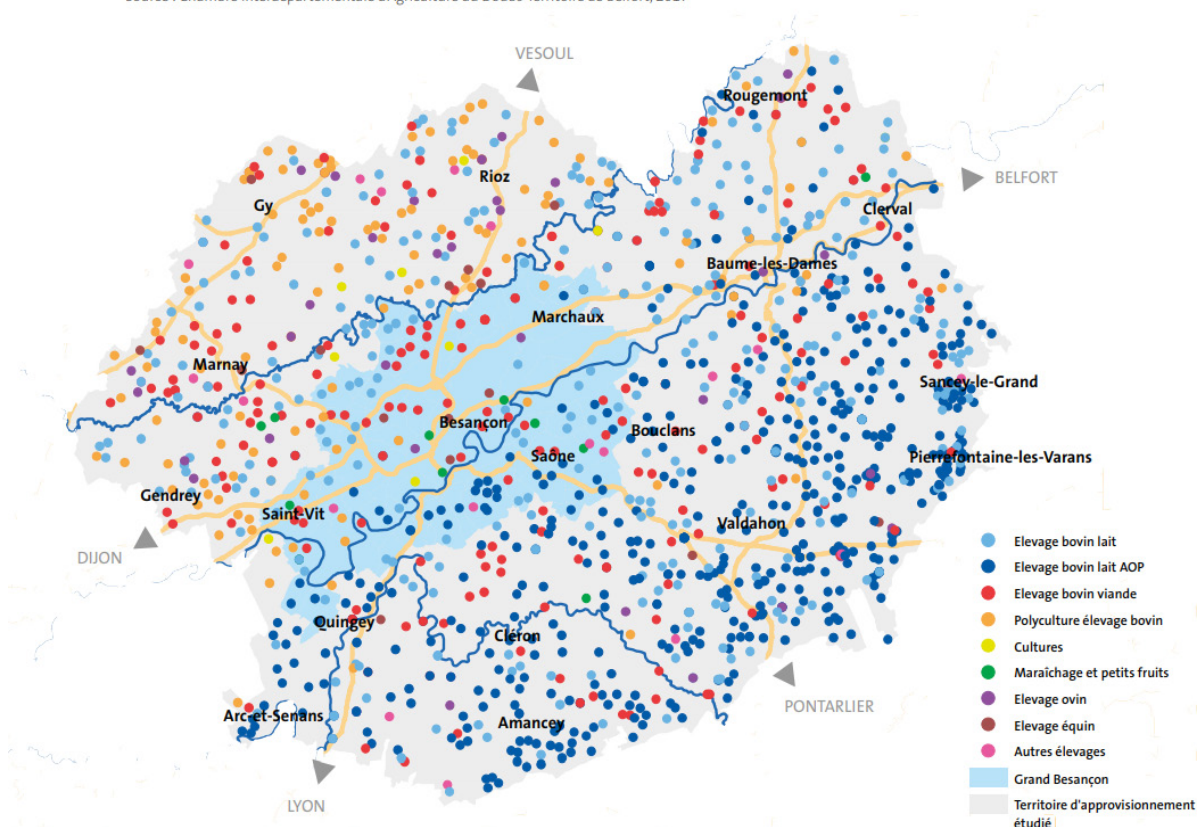 VESOUL
Rougemont
Rioz
BELFORT
Gy
Clerval
Baume-les-Dames
Marchaux
Marnay
Sancey-le-Grand
Besançon
Bouclans
Saône
Pierrefontaine-les-Varans
Gendrey
Saint-Vit
Valdahon
DIJON
Quingey
Cléron
PONTARLIER
Arc-et-Senans
Amancey
LYON
Elevage bovin lait
Elevage bovin lait AOP
Elevage bovin viande
Polyculture élevage bovin
Cultures
Maraîchage et petits fruits
Elevage ovin
Elevage équin
Autres élevages
Grand Besançon
Territoire d'approvisionnement
étudié